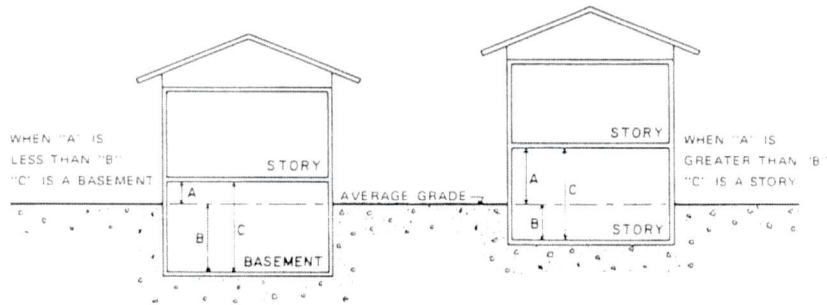 WHEN "A" IS
LESS THAN "B"
"C" IS A BASEMENT
STORY
A
B
C
BASEMENT
AVERAGE GRADE
STORY
A
C
B
STORY
WHEN "A" IS
GREATER THAN "B"
"C" IS A STORY